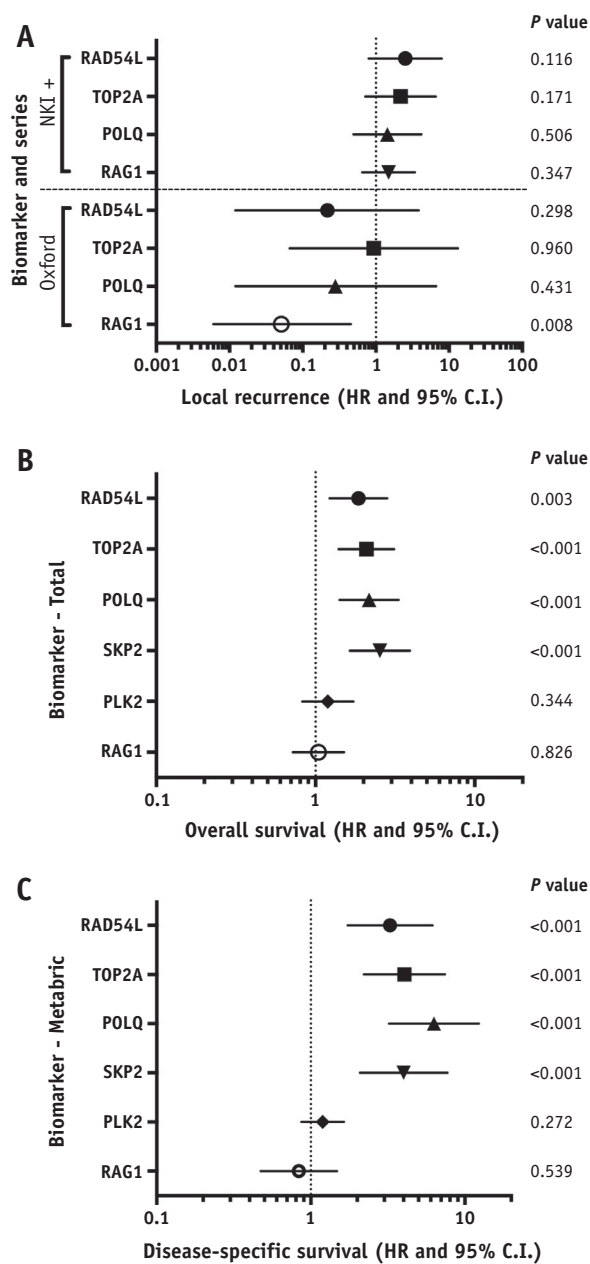 A
P value
Biomarker and series
NKI +
RAD54L 0.116
TOP2A 0.171
POLQ 0.506
RAG1 0.347
Oxford
RAD54L 0.298
TOP2A 0.960
POLQ 0.431
RAG1 0.008
0.001 0.01 0.1 1 10 100
Local recurrence (HR and 95% C.I.)
B
P value
Biomarker - Total
RAD54L 0.003
TOP2A <0.001
POLQ <0.001
SKP2 <0.001
PLK2 0.344
RAG1 0.826
0.1 1 10
Overall survival (HR and 95% C.I.)
C
P value
Biomarker - Metabric
RAD54L <0.001
TOP2A <0.001
POLQ <0.001
SKP2 <0.001
PLK2 0.272
RAG1 0.539
0.1 1 10
Disease-specific survival (HR and 95% C.I.)